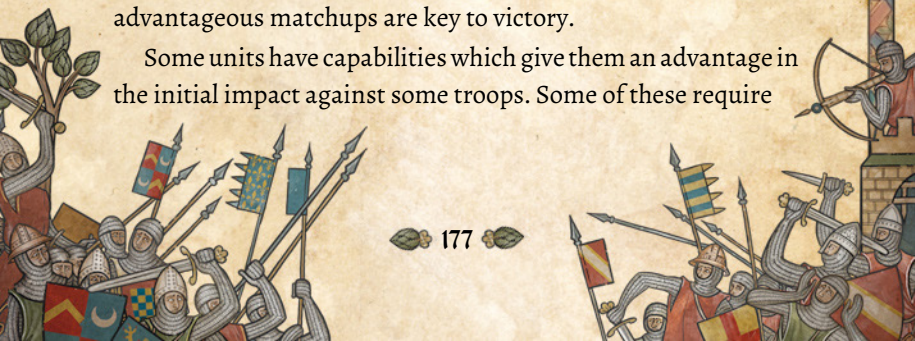 advantageous matchups are key to victory.
Some units have capabilities which give them an advantage in
the initial impact against some troops. Some of these require
177